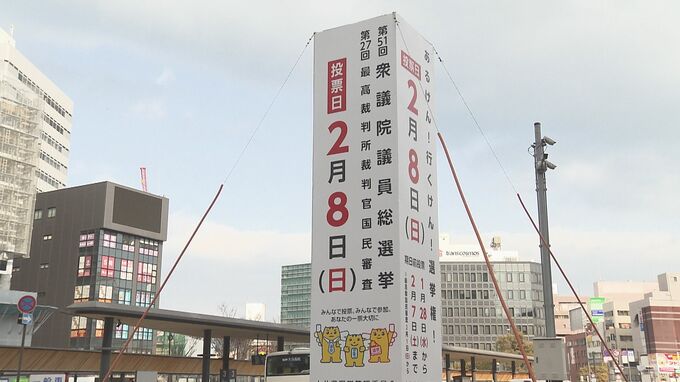 第51回 衆議院議員総選挙
第27回 最高裁判所裁判官国民審査
投票日
2月8日(日)
みんなで投票、みんなで参加。
あなたの一票大切に
あるけん!行くけん!選挙権!
投票日
2月8日(日)
期日前投票
1月28日(水)から
2月7日(土)まで
transcosmos